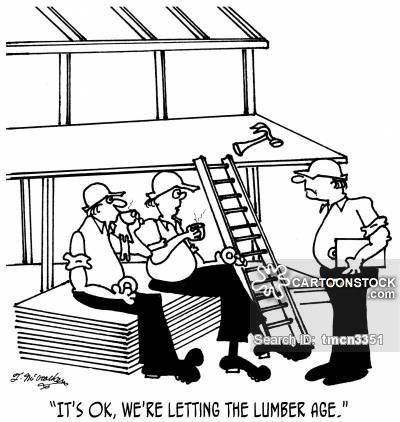 CARTOONSTOCK
.com
Search ID: tmcn3351
"IT'S OK, WE'RE LETTING THE LUMBER AGE."